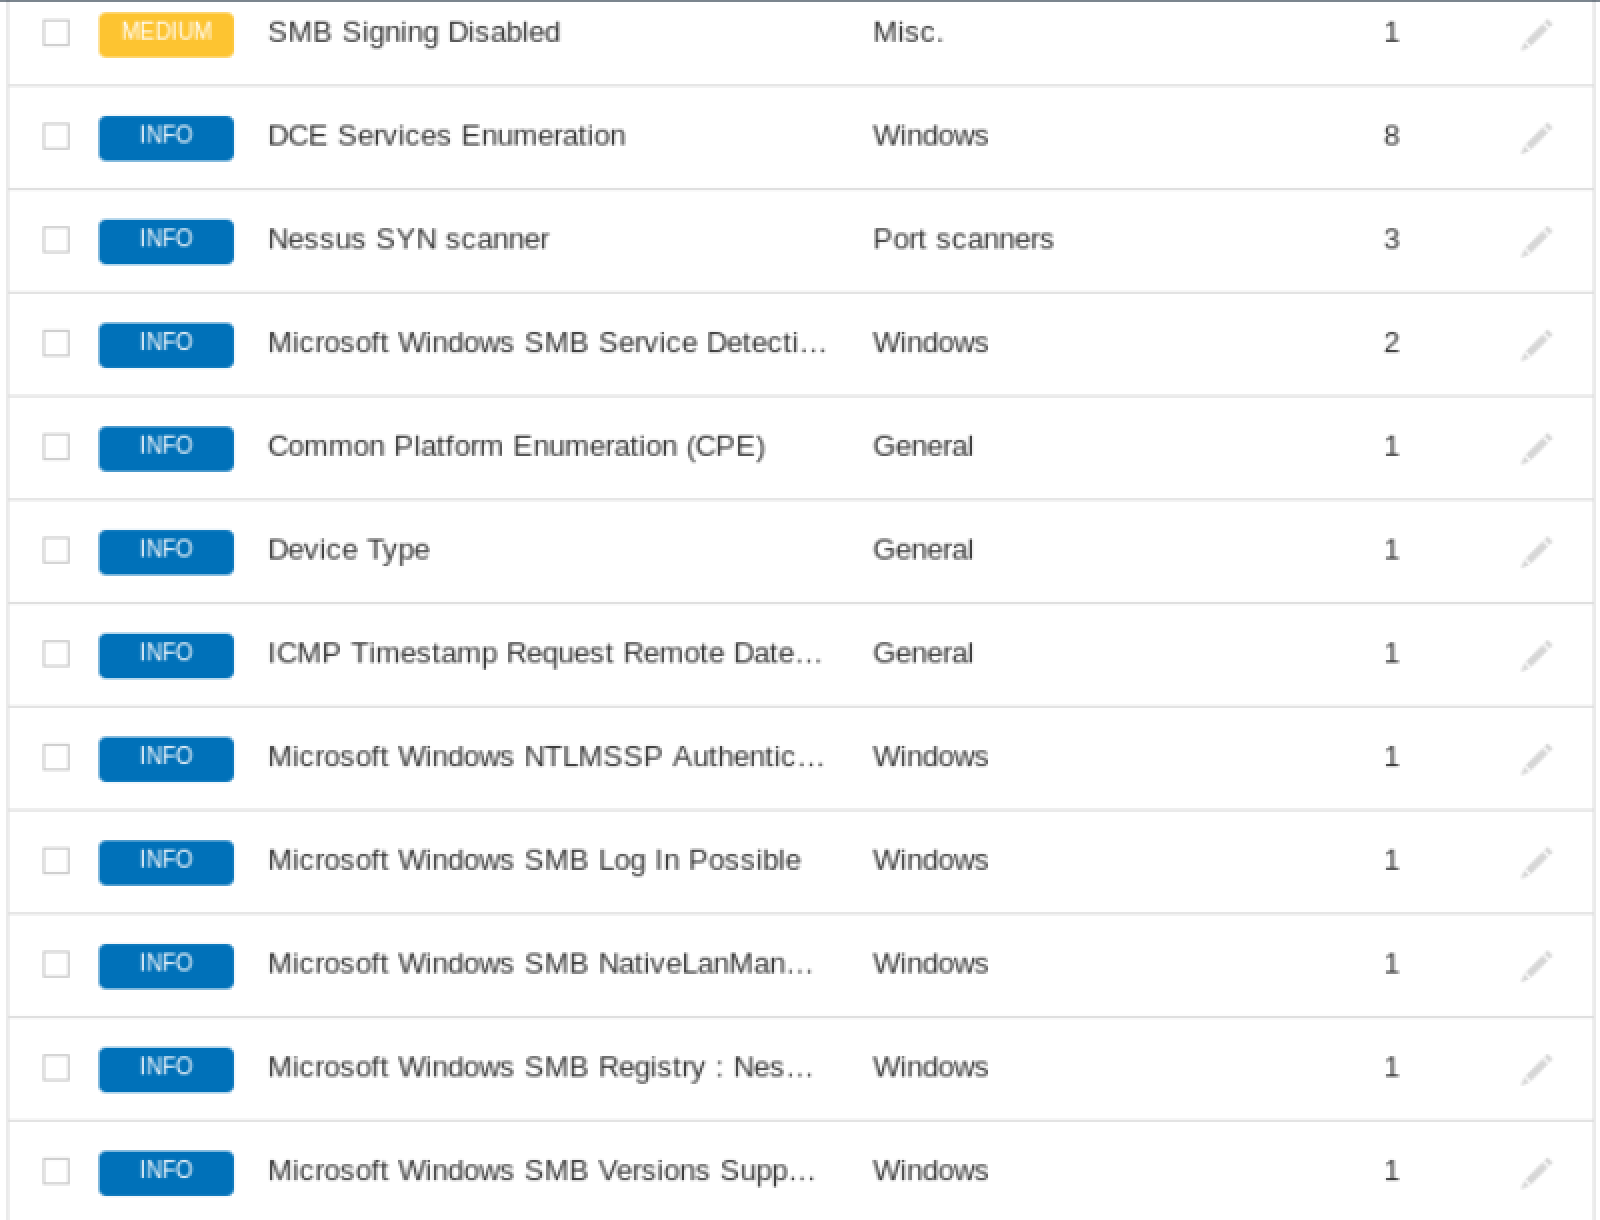 MEDIUM SMB Signing Disabled Misc. 1
INFO DCE Services Enumeration Windows 8
INFO Nessus SYN scanner Port scanners 3
INFO Microsoft Windows SMB Service Detecti... Windows 2
INFO Common Platform Enumeration (CPE) General 1
INFO Device Type General 1
INFO ICMP Timestamp Request Remote Date... General 1
INFO Microsoft Windows NTLMSSP Authentic... Windows 1
INFO Microsoft Windows SMB Log In Possible Windows 1
INFO Microsoft Windows SMB NativeLanMan... Windows 1
INFO Microsoft Windows SMB Registry : Nes... Windows 1
INFO Microsoft Windows SMB Versions Supp... Windows 1